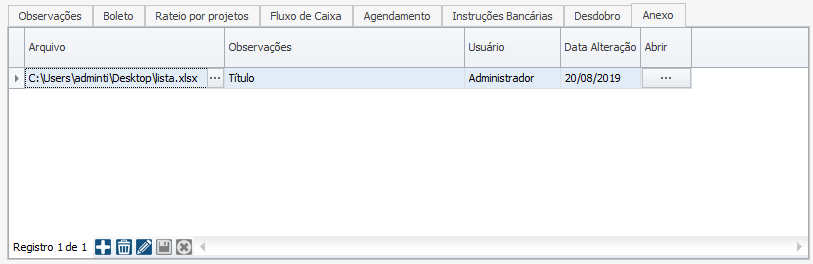 Observações Boleto Rateio por projetos Fluxo de Caixa Agendamento Instruções Bancárias Desdobro Anexo
Arquivo Observações Usuário Data Alteração Abrir
C:\Users\adminti\Desktop\lista.xlsx ... Título Administrador 20/08/2019 ...
Registro 1 de 1